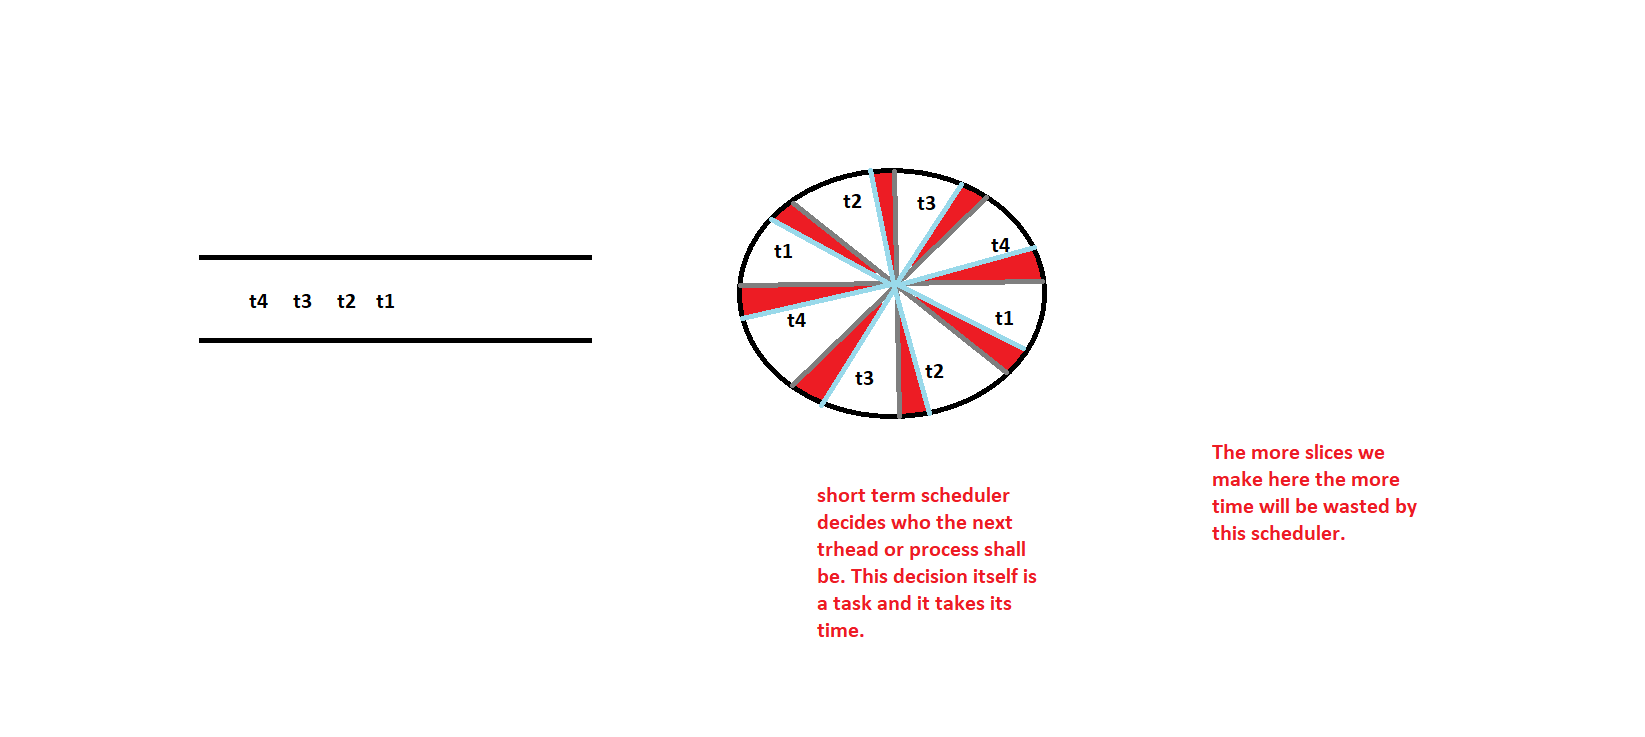 t4 t3 t2 t1
t2 t3
t1 t4
t4 t1
t3 t2
short term scheduler
decides who the next
trhead or process shall
be. This decision itself is
a task and it takes its
time.
The more slices we
make here the more
time will be wasted by
this scheduler.